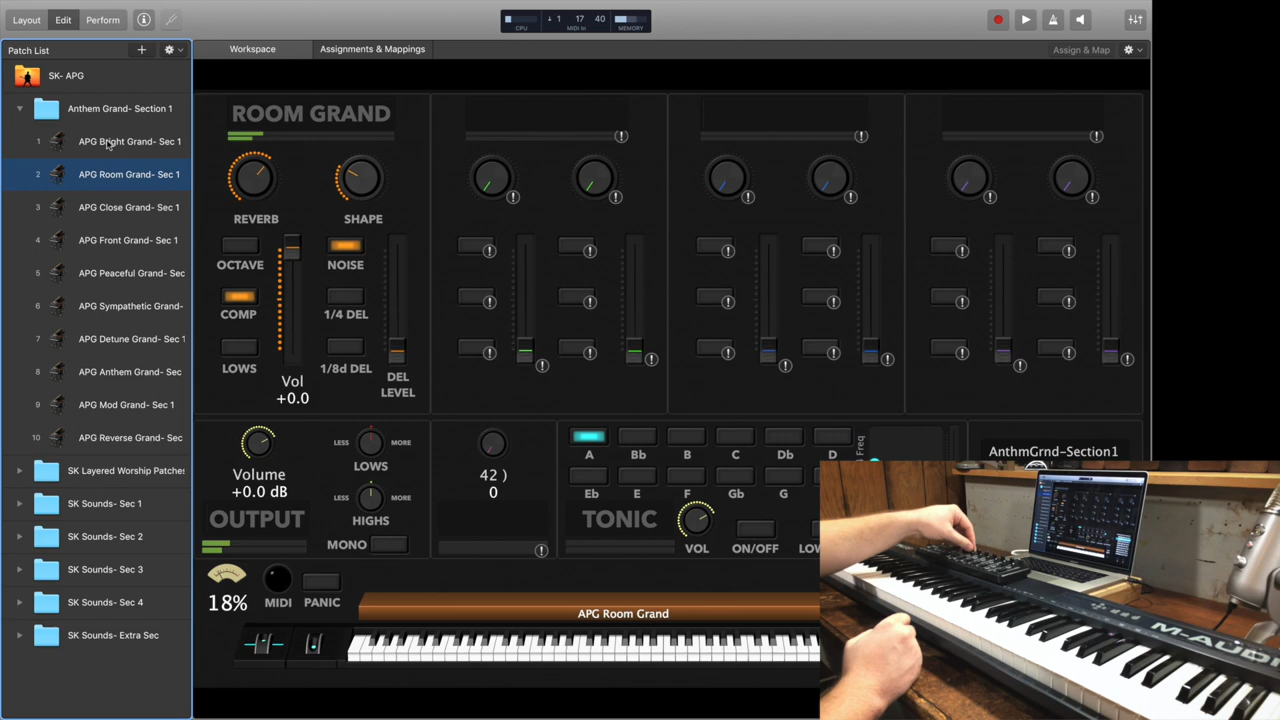 Layout Edit Perform
CPU
↓ 1 17 40
MIDI In
MEMORY
Patch List
Workspace
Assignments & Mappings
Assign & Map
SK- APG
Anthem Grand- Section 1
1 APG Bright Grand- Sec 1
2 APG Room Grand- Sec 1
3 APG Close Grand- Sec 1
4 APG Front Grand- Sec 1
5 APG Peaceful Grand- Sec
6 APG Sympathetic Grand-
7 APG Detune Grand- Sec 1
8 APG Anthem Grand- Sec
9 APG Mod Grand- Sec 1
10 APG Reverse Grand- Sec
SK Layered Worship Patches
SK Sounds- Sec 1
SK Sounds- Sec 2
SK Sounds- Sec 3
SK Sounds- Sec 4
SK Sounds- Extra Sec
ROOM GRAND
REVERB SHAPE
OCTAVE NOISE
COMP 1/4 DEL
LOWS 1/8d DEL
Vol
+0.0
DEL
LEVEL
Volume
+0.0 dB
OUTPUT
LESS MORE
LOWS
LESS MORE
HIGHS
MONO
42 )
0
A Bb B C Db D
Eb E F Gb G
TONIC
VOL ON/OFF LOW
Freq
AnthmGrnd-Section1
18%
MIDI PANIC
APG Room Grand
M-AUDIO